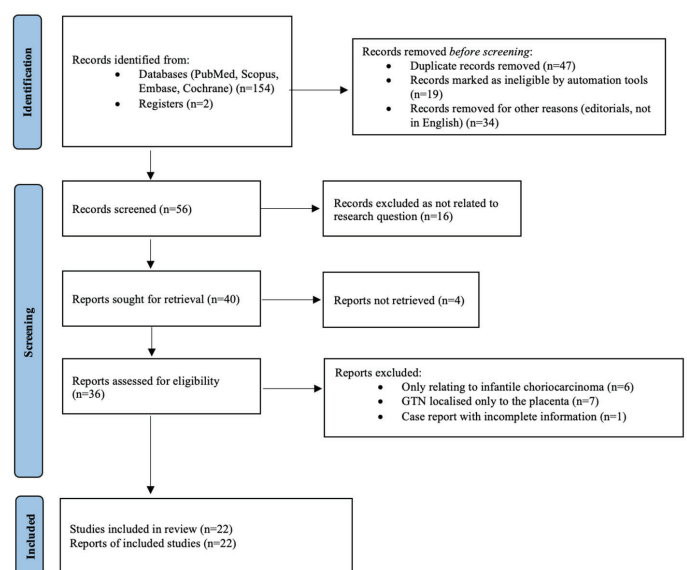 Identification
Records identified from:
• Databases (PubMed, Scopus,
Embase, Cochrane) (n=154)
• Registers (n=2)
Records removed before screening:
• Duplicate records removed (n=47)
• Records marked as ineligible by automation tools
(n=19)
• Records removed for other reasons (editorials, not
in English) (n=34)
Screening
Records screened (n=56)
Records excluded as not related to
research question (n=16)
Reports sought for retrieval (n=40)
Reports not retrieved (n=4)
Reports assessed for eligibility
(n=36)
Reports excluded:
• Only relating to infantile choriocarcinoma (n=6)
• GTN localised only to the placenta (n=7)
• Case report with incomplete information (n=1)
Included
Studies included in review (n=22)
Reports of included studies (n=22)